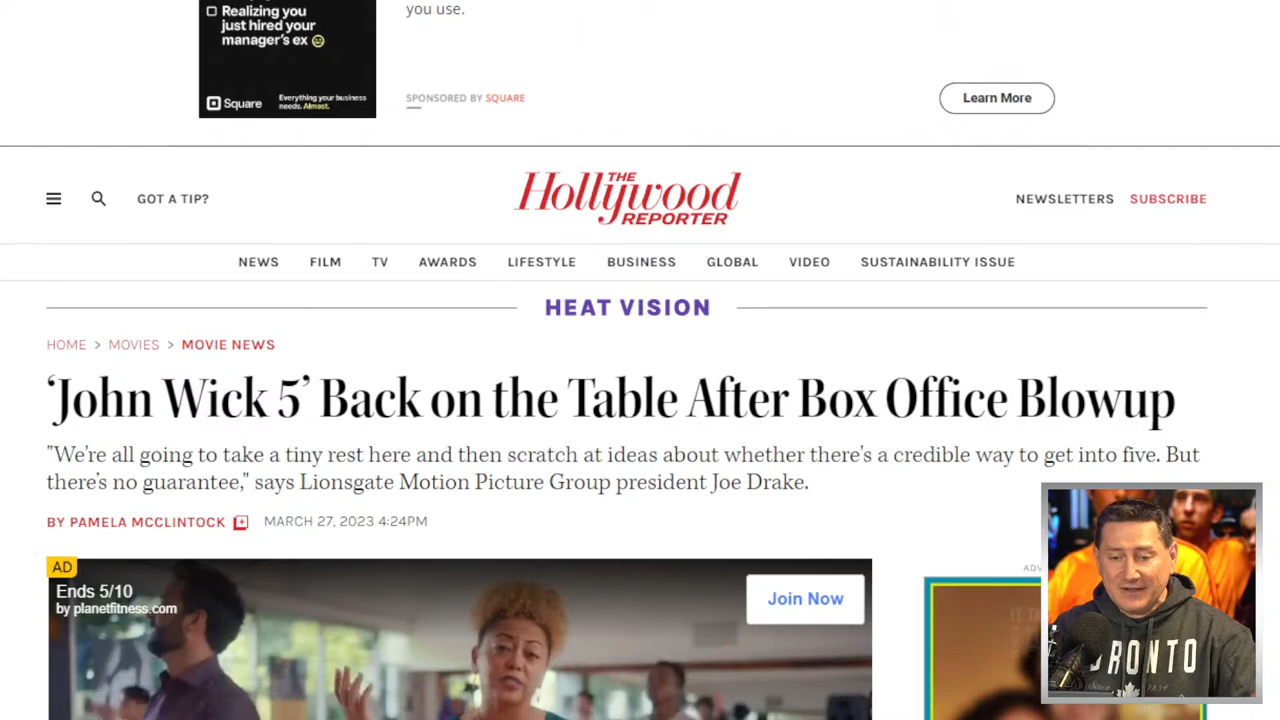 Realizing you
just hired your
manager's ex
Square
Everything your business
needs. Almost.
you use.
SPONSORED BY SQUARE
Learn More
GOT A TIP?
THE
Hollywood
REPORTER
NEWSLETTERS SUBSCRIBE
NEWS FILM TV AWARDS LIFESTYLE BUSINESS GLOBAL VIDEO SUSTAINABILITY ISSUE
HEAT VISION
HOME > MOVIES > MOVIE NEWS
‘John Wick 5’ Back on the Table After Box Office Blowup
"We're all going to take a tiny rest here and then scratch at ideas about whether there's a credible way to get into five. But
there’s no guarantee," says Lionsgate Motion Picture Group president Joe Drake.
BY PAMELA MCCLINTOCK MARCH 27, 2023 4:24PM
AD
Ends 5/10
by planetfitness.com
Join Now